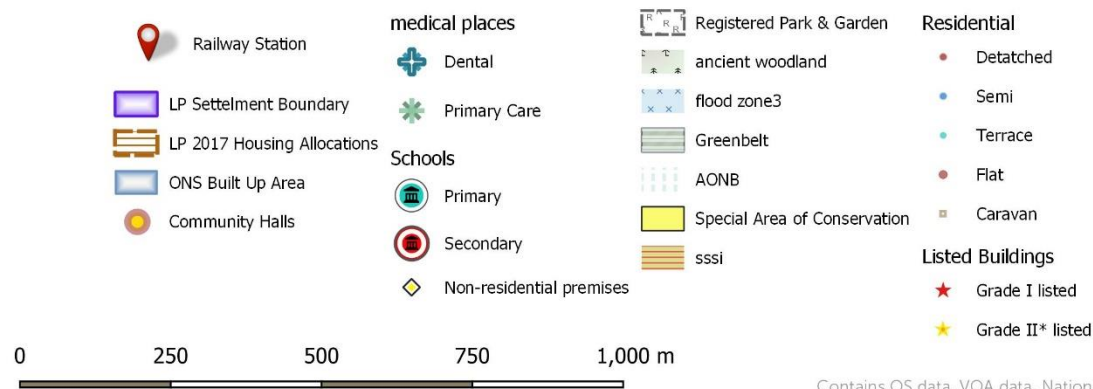 Railway Station
LP Settelment Boundary
LP 2017 Housing Allocations
ONS Built Up Area
Community Halls
medical places
Dental
Primary Care
Schools
Primary
Secondary
Non-residential premises
R R R R
Registered Park & Garden
ancient woodland
flood zone3
Greenbelt
AONB
Special Area of Conservation
sssi
Residential
Detatched
Semi
Terrace
Flat
Caravan
Listed Buildings
Grade I listed
Grade II* listed
0 250 500 750 1,000 m
Contains OS data, VOA data, Nation